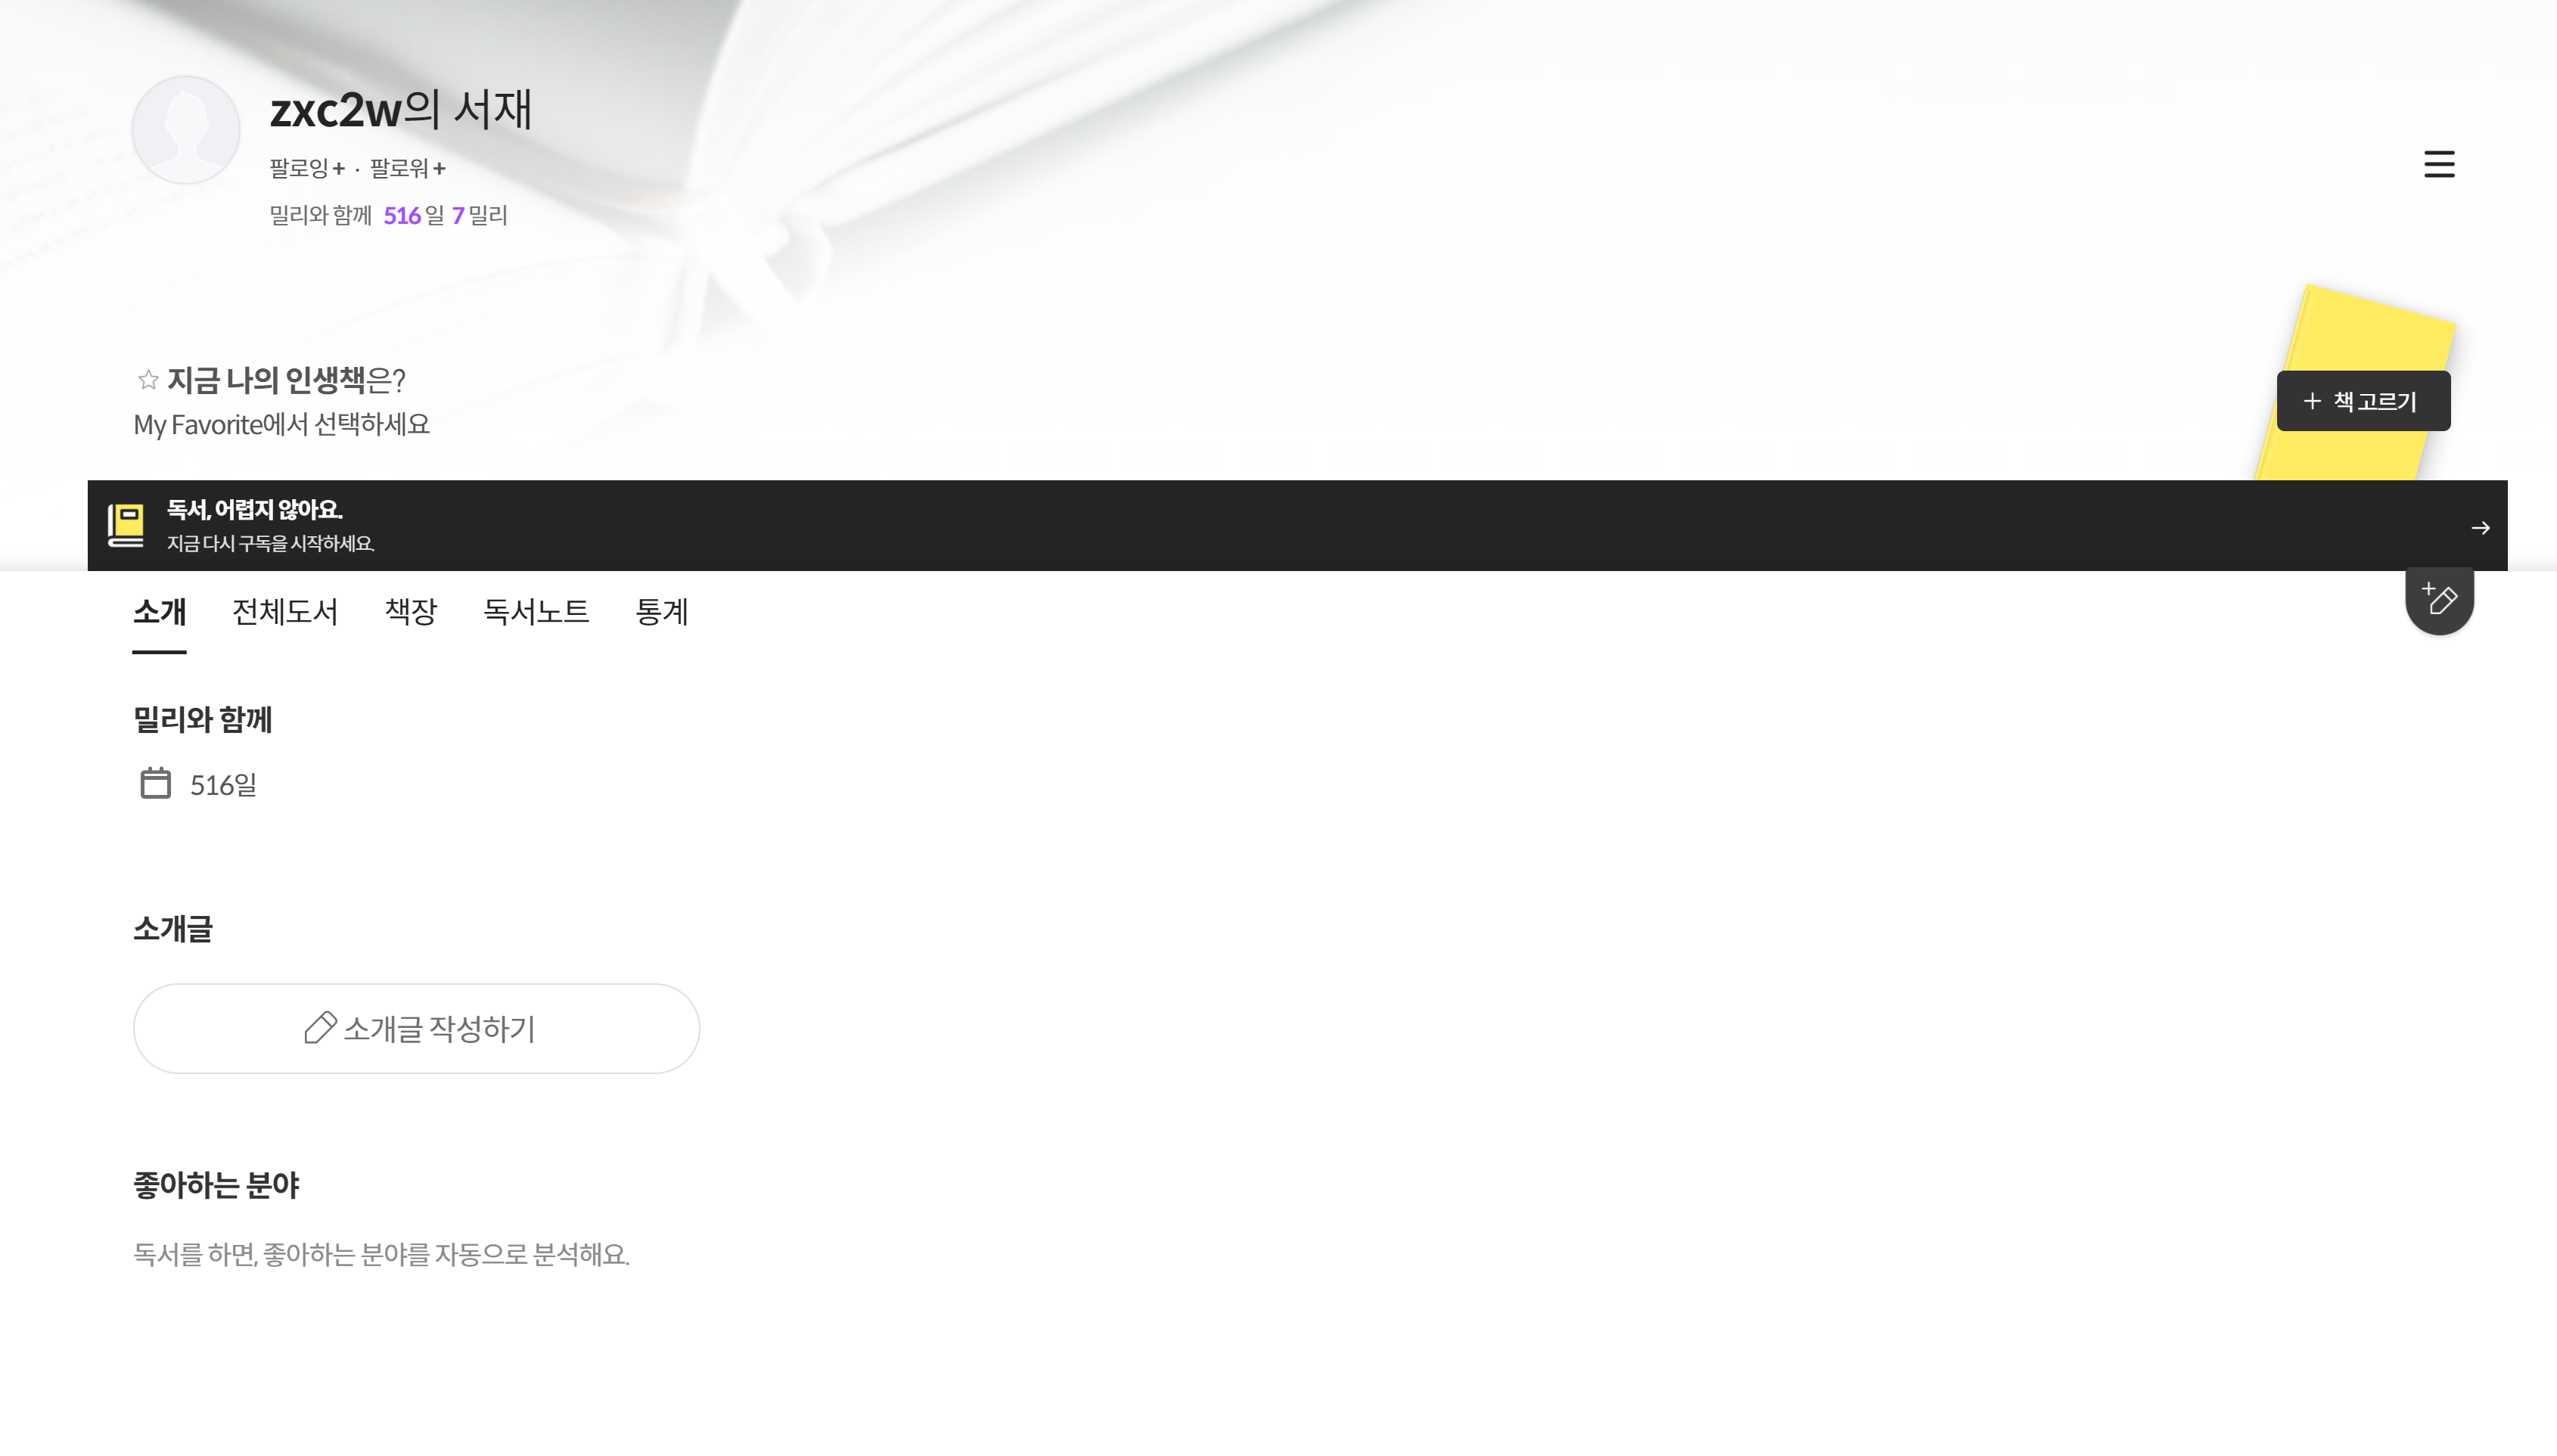 zxc2w의 서재
팔로잉 + · 팔로워 +
밀리와 함께 516 일 7 밀리
☆ 지금 나의 인생책은?
My Favorite에서 선택하세요
+ 책 고르기
독서, 어렵지 않아요.
지금 다시 구독을 시작하세요.
소개 전체도서 책장 독서노트 통계
밀리와 함께
516일
소개글
소개글 작성하기
좋아하는 분야
독서를 하면, 좋아하는 분야를 자동으로 분석해요.